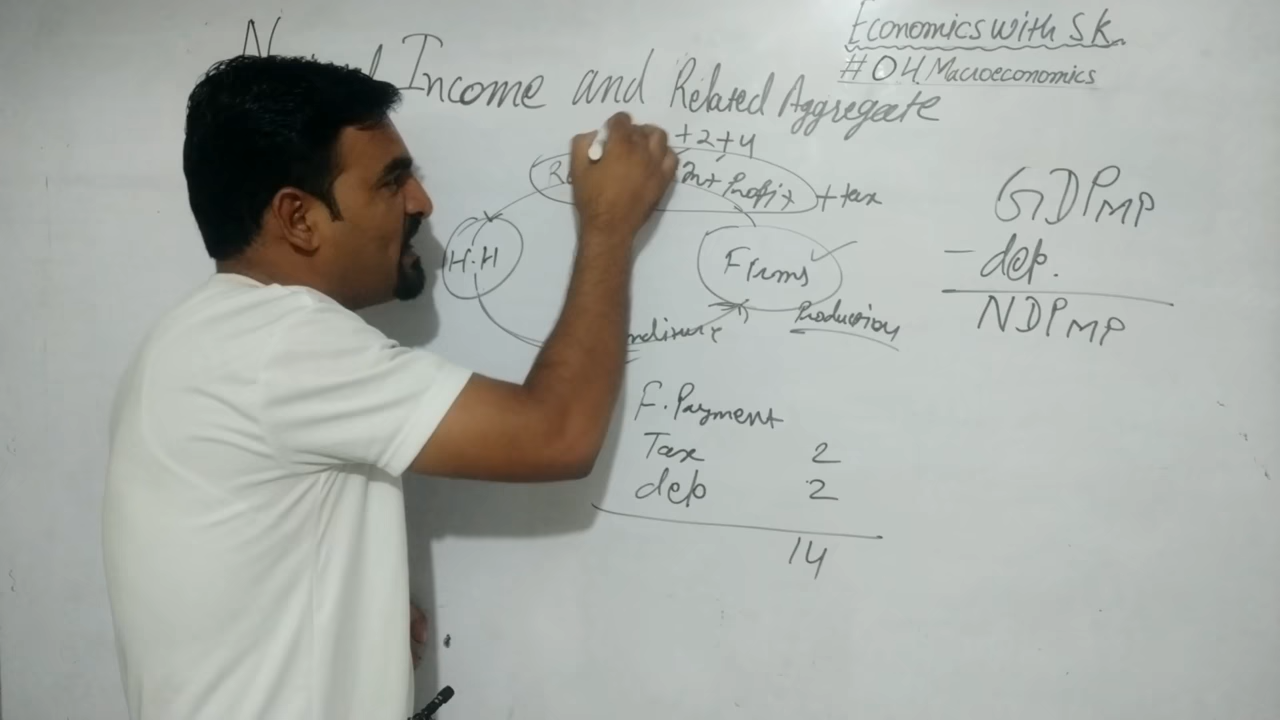 Economics with S.K.
#04 Macroeconomics
Income and Related Aggregate
+2+4
Profit + tax
H.H
Firms
Production
F. Payment
Tax 2
dep 2
14
GDPMP
- dep.
NDPMP